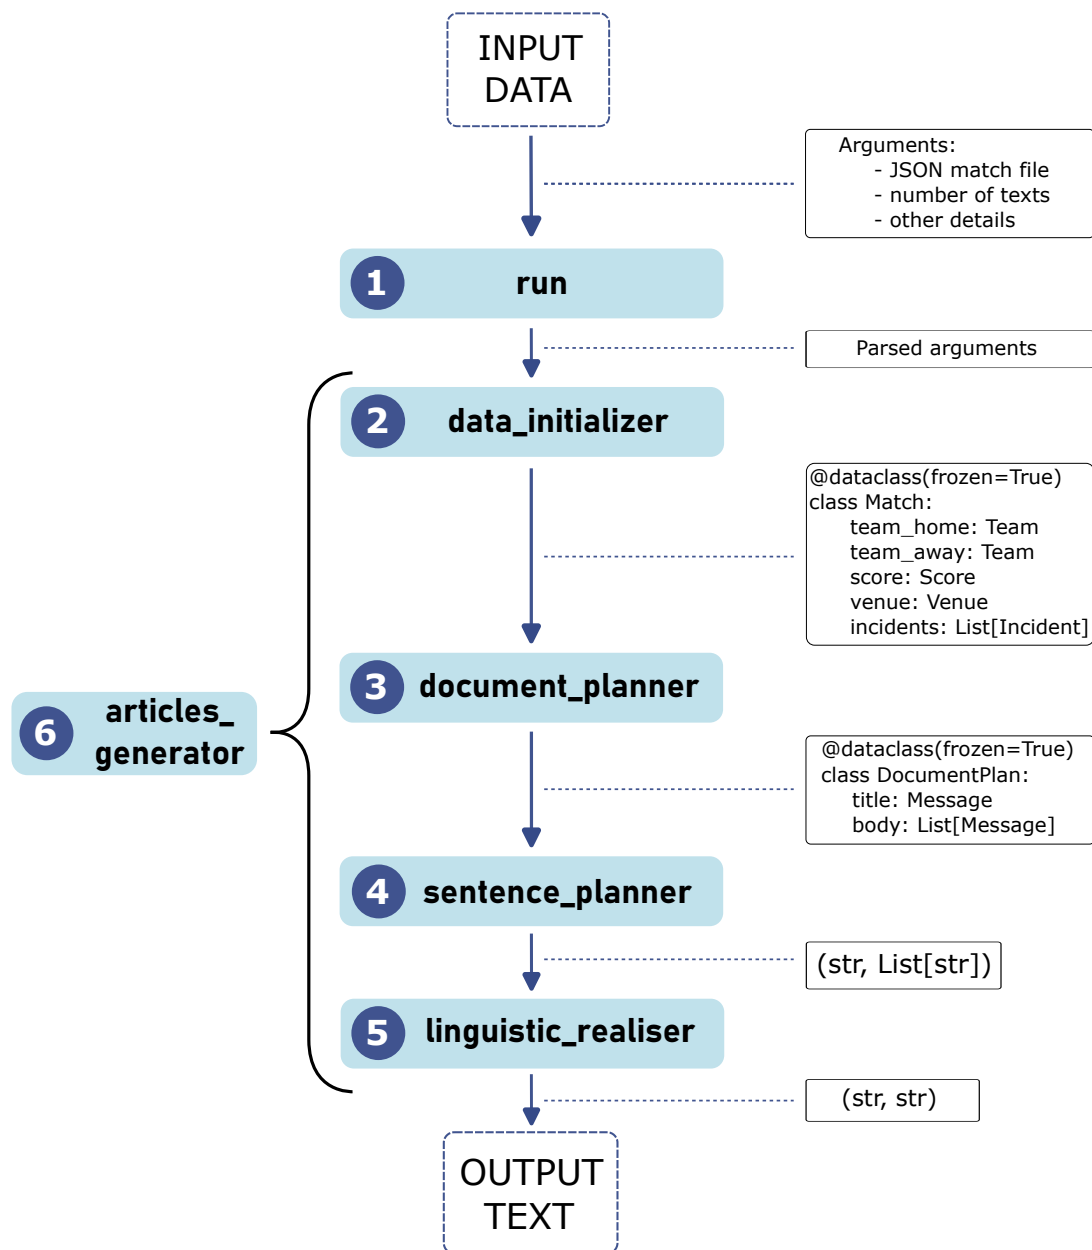 INPUT
DATA
Arguments:
- JSON match file
- number of texts
- other details
1 run
Parsed arguments
2 data_initializer
@dataclass(frozen=True)
class Match:
team_home: Team
team_away: Team
score: Score
venue: Venue
incidents: List[Incident]
3 document_planner
6 articles_
generator
@dataclass(frozen=True)
class DocumentPlan:
title: Message
body: List[Message]
4 sentence_planner
(str, List[str])
5 linguistic_realiser
(str, str)
OUTPUT
TEXT